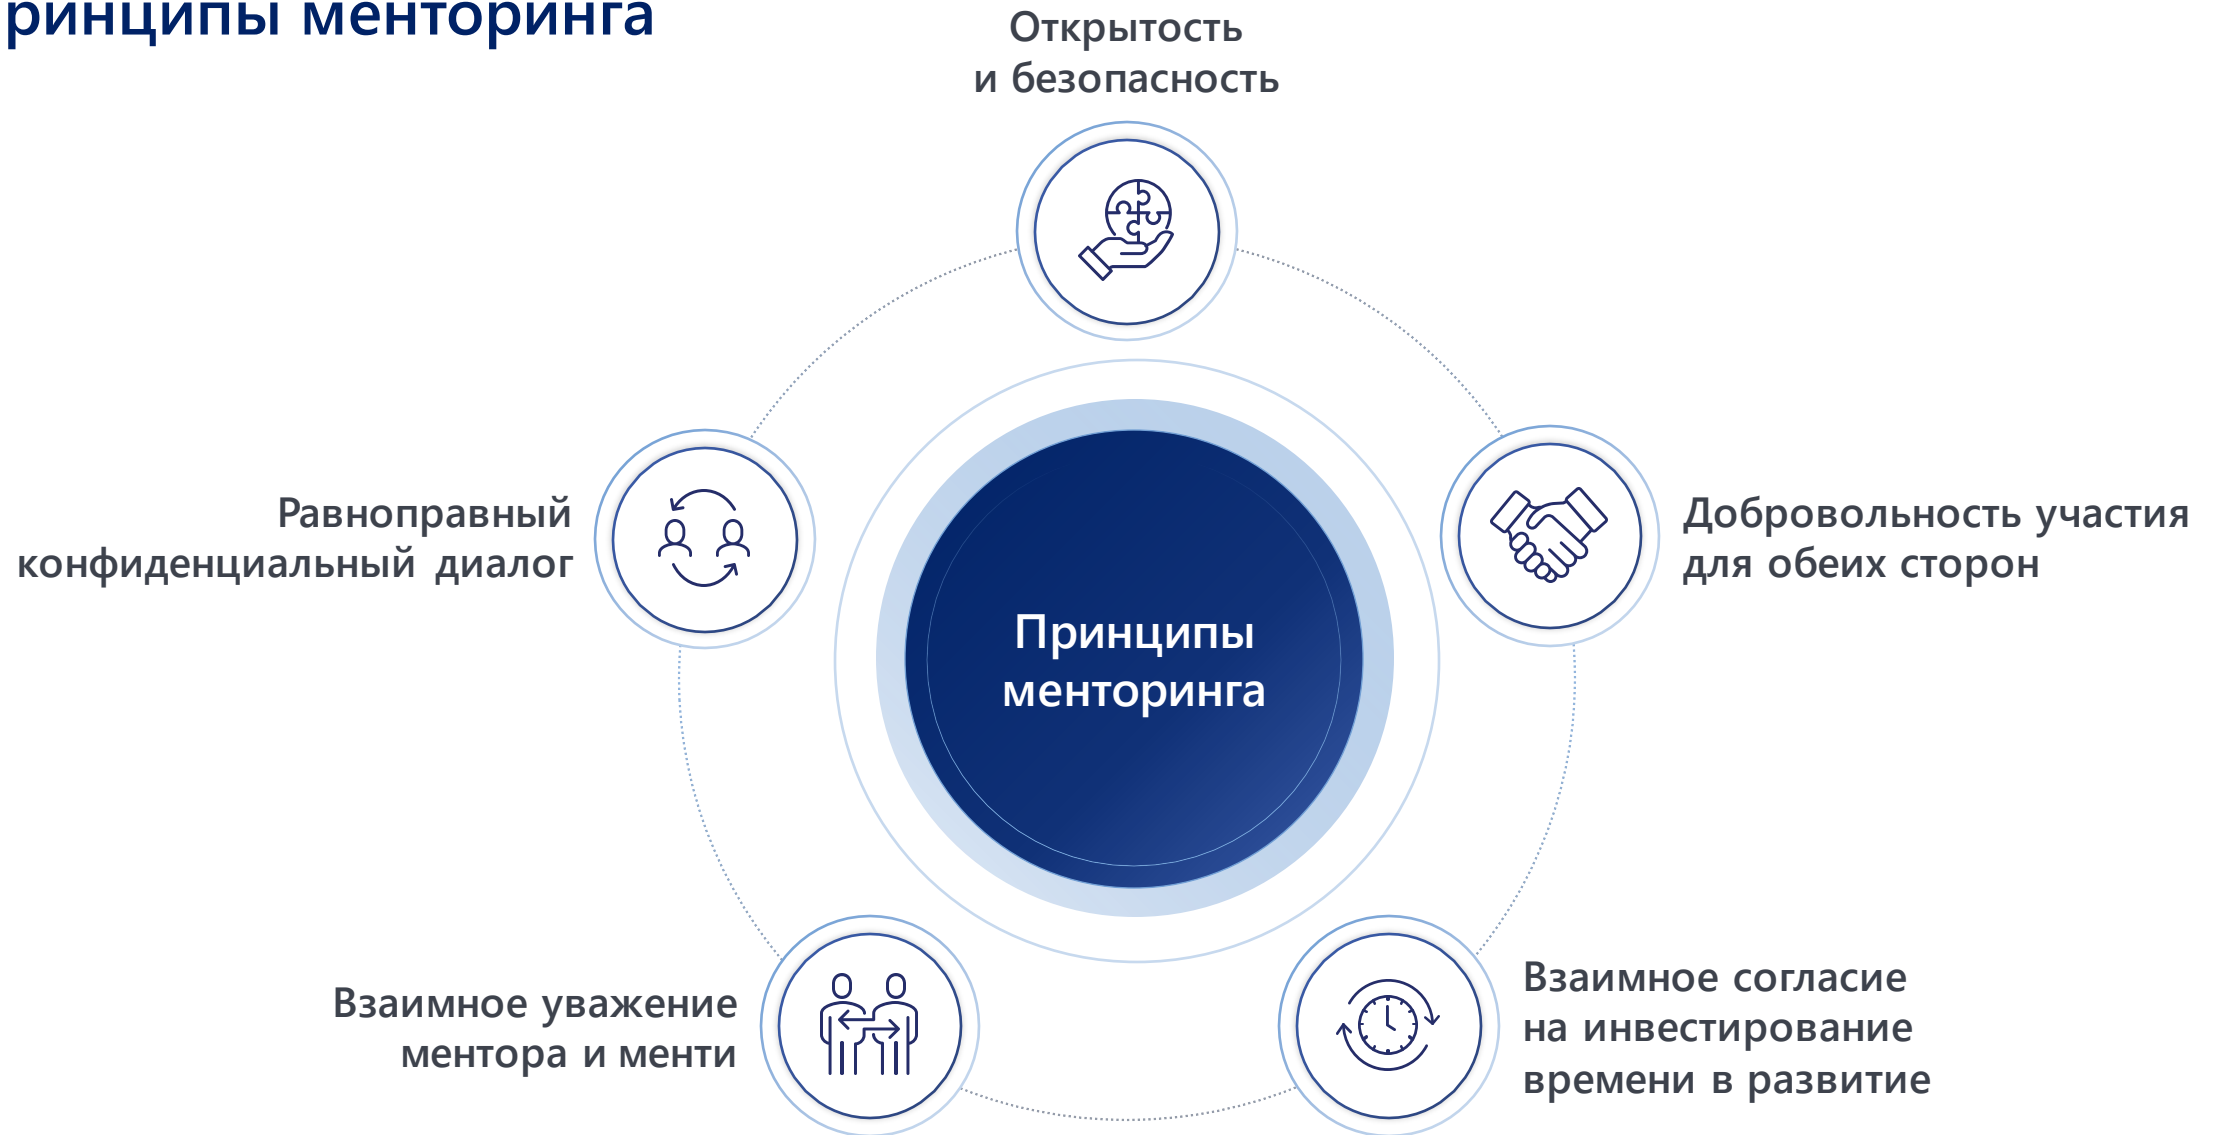 ринципы менторинга
Открытость
и безопасность
Равноправный
конфиденциальный диалог
Добровольность участия
для обеих сторон
Принципы
менторинга
Взаимное уважение
ментора и менти
Взаимное согласие
на инвестирование
времени в развитие